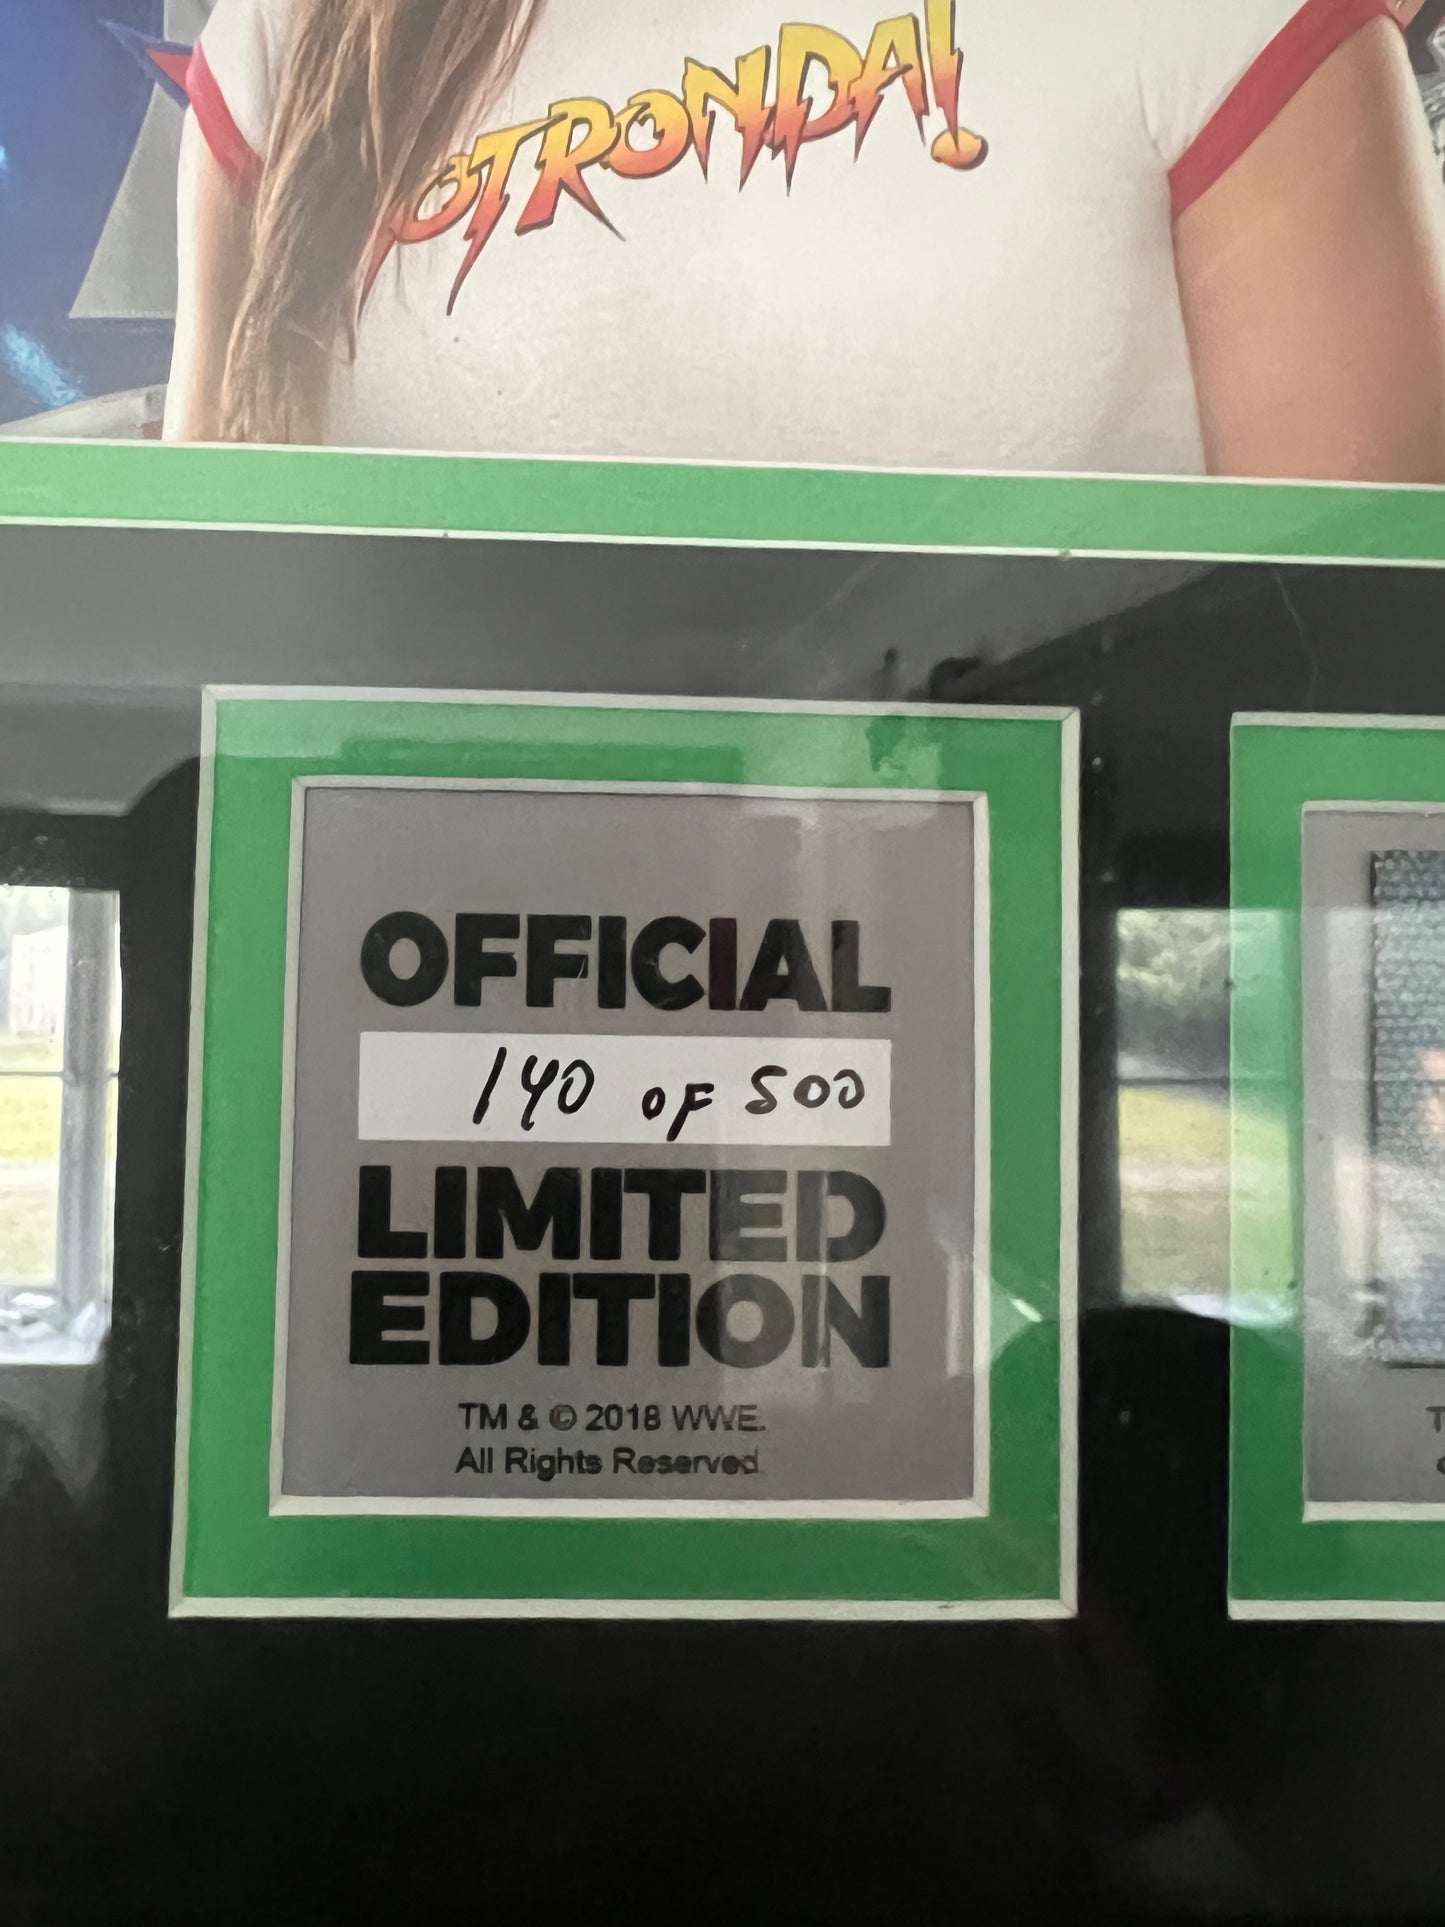 OTRONDA!
OFFICIAL
140 OF 500
LIMITED
EDITION
TM & © 2018 WWE.
All Rights Reserved